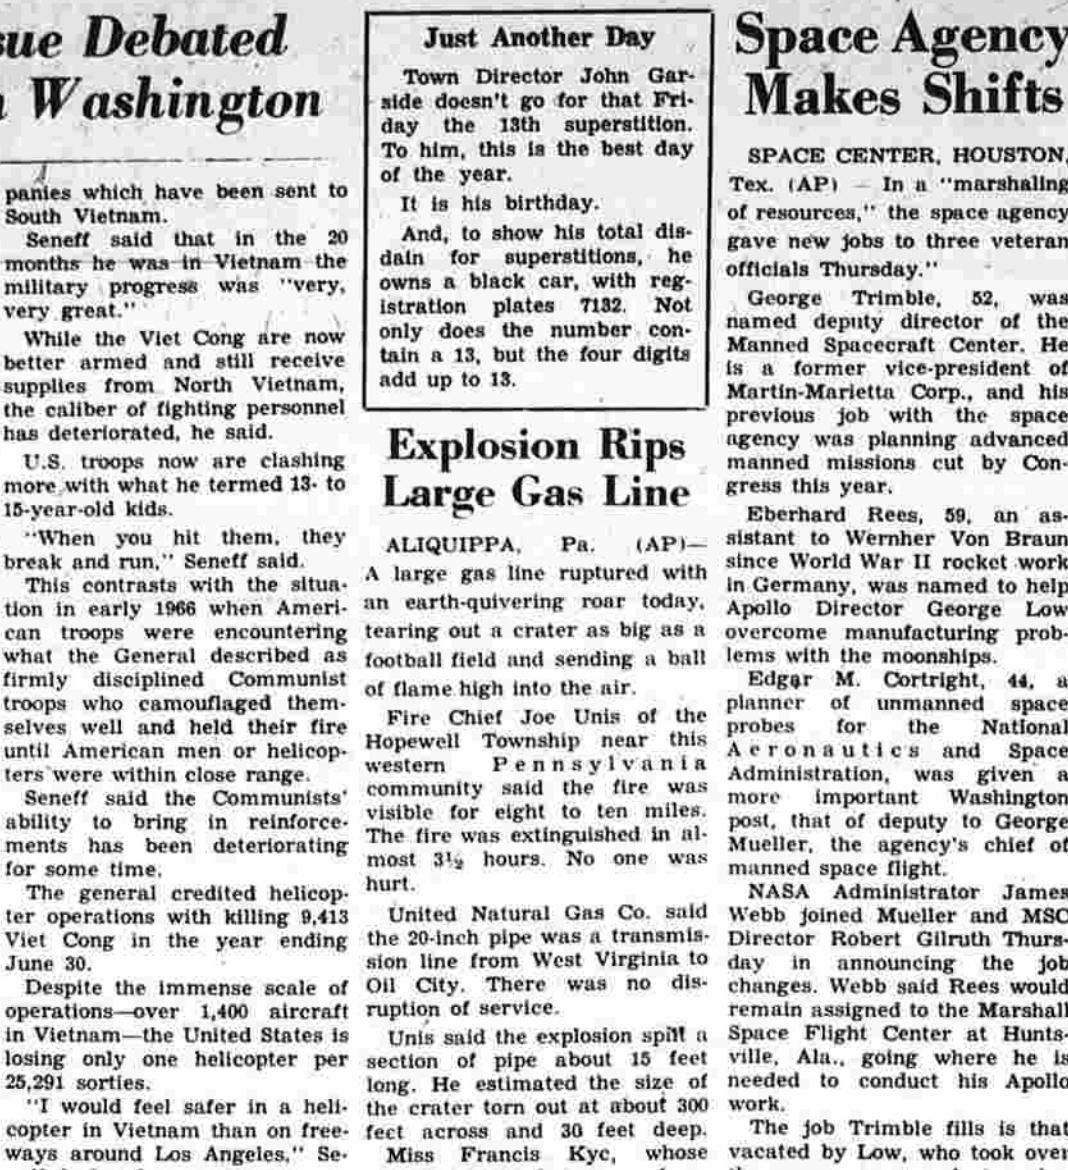 sue Debated
Washington
panies which have been sent to
South Vietnam.
Seneff said that in the 20
months he was in Vietnam the
military progress was "very,
very great."
While the Viet Cong are now
better armed and still receive
supplies from North Vietnam,
the caliber of fighting personnel
has deteriorated, he said.
U.S. troops now are clashing
more with what he termed 13- to
15-year-old kids.
"When you hit them, they
break and run," Seneff said.
This contrasts with the situa-
tion in early 1966 when Ameri-
can troops were encountering
what the General described as
firmly disciplined Communist
troops who camouflaged them-
selves well and held their fire
until American men or helicop-
ters were within close range.
Seneff said the Communists'
ability to bring in reinforce-
ments has been deteriorating
for some time.
The general credited helicop-
ter operations with killing 9,413
Viet Cong in the year ending
June 30.
Despite the immense scale of
operations—over 1,400 aircraft
in Vietnam—the United States is
losing only one helicopter per
25,291 sorties.
"I would feel safer in a heli-
copter in Vietnam than on free-
ways around Los Angeles," Se-
Just Another Day
Town Director John Gar-
side doesn't go for that Fri-
day the 13th superstition.
To him, this is the best day
of the year.
It is his birthday.
And, to show his total dis-
dain for superstitions, he
owns a black car, with reg-
istration plates 7132. Not
only does the number con-
tain a 13, but the four digits
add up to 13.
Explosion Rips
Large Gas Line
ALIQUIPPA, Pa. (AP)—
A large gas line ruptured with
an earth-quivering roar today,
tearing out a crater as big as a
football field and sending a ball
of flame high into the air.
Fire Chief Joe Unis of the
Hopewell Township near this
western Pennsylvania
community said the fire was
visible for eight to ten miles.
The fire was extinguished in al-
most 3½ hours. No one was
hurt.
United Natural Gas Co. said
the 20-inch pipe was a transmis-
sion line from West Virginia to
Oil City. There was no dis-
ruption of service.
Unis said the explosion split a
section of pipe about 15 feet
long. He estimated the size of
the crater torn out at about 300
feet across and 30 feet deep.
Miss Francis Kyc, whose
Space Agency
Makes Shifts
SPACE CENTER, HOUSTON,
Tex. (AP) — In a "marshaling
of resources," the space agency
gave new jobs to three veteran
officials Thursday."
George Trimble, 52, was
named deputy director of the
Manned Spacecraft Center. He
is a former vice-president of
Martin-Marietta Corp., and his
previous job with the space
agency was planning advanced
manned missions cut by Con-
gress this year.
Eberhard Rees, 59, an as-
sistant to Wernher Von Braun
since World War II rocket work
in Germany, was named to help
Apollo Director George Low
overcome manufacturing prob-
lems with the moonships.
Edgar M. Cortright, 44, a
planner of unmanned space
probes for the National
Aeronautics and Space
Administration, was given a
more important Washington
post, that of deputy to George
Mueller, the agency's chief of
manned space flight.
NASA Administrator James
Webb joined Mueller and MSC
Director Robert Gilruth Thurs-
day in announcing the job
changes. Webb said Rees would
remain assigned to the Marshall
Space Flight Center at Hunts-
ville, Ala., going where he is
needed to conduct his Apollo
work.
The job Trimble fills is that
vacated by Low, who took over